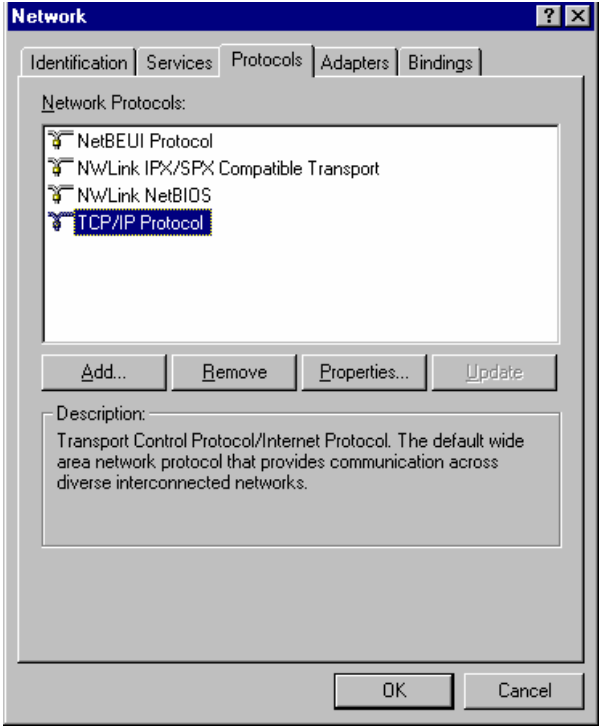 Network
Identification Services Protocols Adapters Bindings
Network Protocols:
NetBEUI Protocol
NWLink IPX/SPX Compatible Transport
NWLink NetBIOS
TCP/IP Protocol
Add... Remove Properties... Update
Description:
Transport Control Protocol/Internet Protocol. The default wide
area network protocol that provides communication across
diverse interconnected networks.
OK Cancel